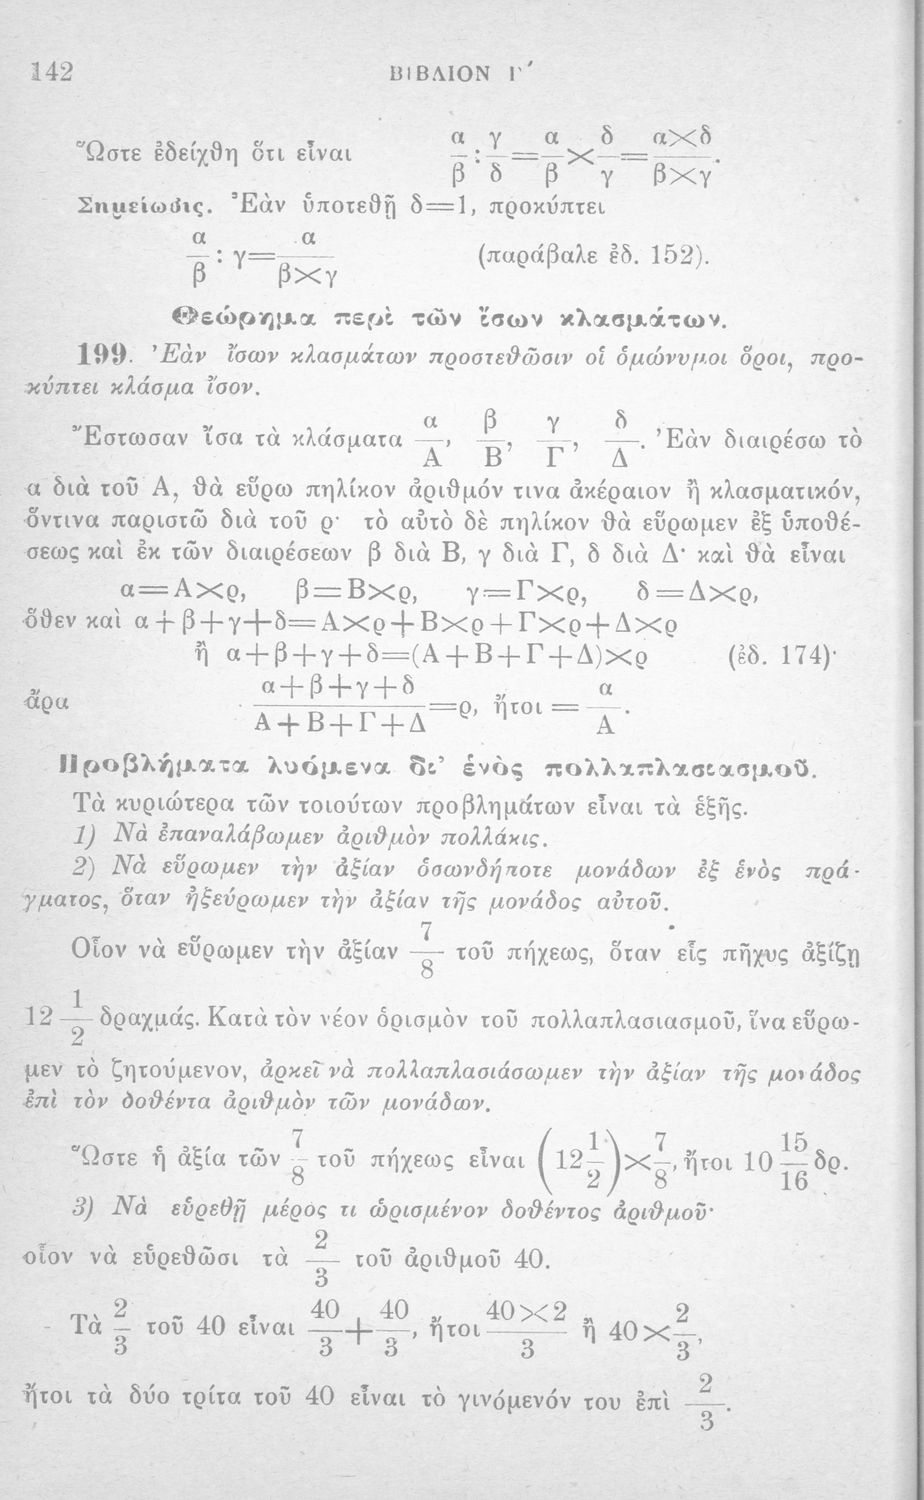 142 ΒΙΒΛΙΟΝ Γ΄
Ὥστε ἐδείχθη ὅτι εἶναι α/β : γ/δ = α/β × δ/γ = α×δ/β×γ.
Σημείωσις. Ἐὰν ὑποτεθῇ δ=1, προκύπτει
α/β : γ = α/β×γ (παράβαλε ἐδ. 152).
Θεώρημα περὶ τῶν ἴσων κλασμάτων.
199. Ἐὰν ἴσων κλασμάτων προστεθῶσιν οἱ ὁμώνυμοι ὅροι, προ-
κύπτει κλάσμα ἴσον.
Ἔστωσαν ἴσα τὰ κλάσματα α/Α, β/Β, γ/Γ, δ/Δ. Ἐὰν διαιρέσω τὸ
α διὰ τοῦ Α, θὰ εὕρω πηλίκον ἀριθμόν τινα ἀκέραιον ἢ κλασματικόν,
ὅντινα παριστῶ διὰ τοῦ ρ· τὸ αὐτὸ δὲ πηλίκον θὰ εὕρωμεν ἐξ ὑποθέ-
σεως καὶ ἐκ τῶν διαιρέσεων β διὰ Β, γ διὰ Γ, δ διὰ Δ· καὶ θὰ εἶναι
α=Α×ρ, β=Β×ρ, γ=Γ×ρ, δ=Δ×ρ,
ὅθεν καὶ α+β+γ+δ=Α×ρ+Β×ρ+Γ×ρ+Δ×ρ
ἢ α+β+γ+δ=(Α+Β+Γ+Δ)×ρ (ἐδ. 174)·
ἄρα α+β+γ+δ/Α+Β+Γ+Δ=ρ, ἤτοι = α/Α.
Προβλήματα λυόμενα δι' ἑνὸς πολλαπλασιασμοῦ.
Τὰ κυριώτερα τῶν τοιούτων προβλημάτων εἶναι τὰ ἑξῆς.
1) Νὰ ἐπαναλάβωμεν ἀριθμὸν πολλάκις.
2) Νὰ εὕρωμεν τὴν ἀξίαν ὁσωνδήποτε μονάδων ἐξ ἑνὸς πρά-
γματος, ὅταν ἠξεύρωμεν τὴν ἀξίαν τῆς μονάδος αὐτοῦ.
Οἷον νὰ εὕρωμεν τὴν ἀξίαν 7/8 τοῦ πήχεως, ὅταν εἷς πῆχυς ἀξίζῃ
12 1/2 δραχμάς. Κατὰ τὸν νέον ὁρισμὸν τοῦ πολλαπλασιασμοῦ, ἵνα εὕρω-
μεν τὸ ζητούμενον, ἀρκεῖ νὰ πολλαπλασιάσωμεν τὴν ἀξίαν τῆς μονάδος
ἐπὶ τὸν δοθέντα ἀριθμὸν τῶν μονάδων.
Ὥστε ἡ ἀξία τῶν 7/8 τοῦ πήχεως εἶναι (12 1/2)×7/8, ἤτοι 10 15/16 δρ.
3) Νὰ εὑρεθῇ μέρος τι ὡρισμένον δοθέντος ἀριθμοῦ·
οἷον νὰ εὑρεθῶσι τὰ 2/3 τοῦ ἀριθμοῦ 40.
Τὰ 2/3 τοῦ 40 εἶναι 40/3+40/3, ἤτοι 40×2/3 ἢ 40×2/3,
ἤτοι τὰ δύο τρίτα τοῦ 40 εἶναι τὸ γινόμενόν του ἐπὶ 2/3.